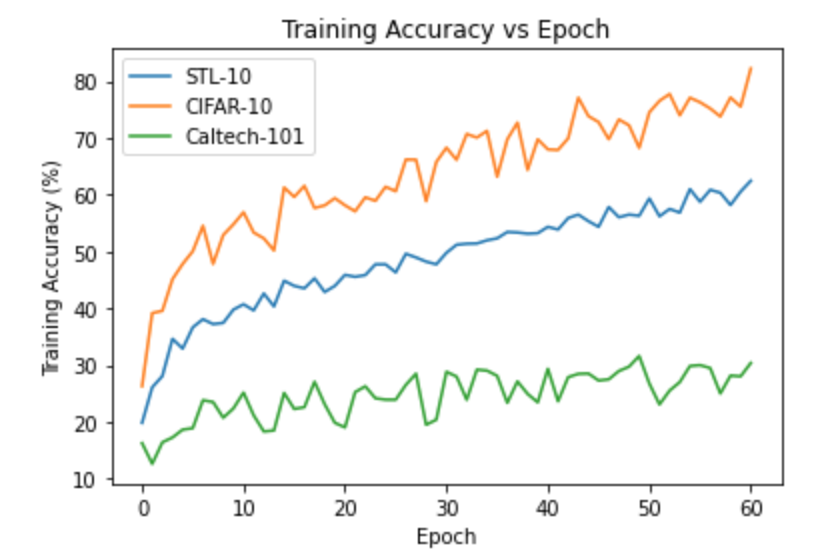 Training Accuracy vs Epoch
STL-10
CIFAR-10
Caltech-101
Training Accuracy (%)
80
70
60
50
40
30
20
10
0 10 20 30 40 50 60
Epoch